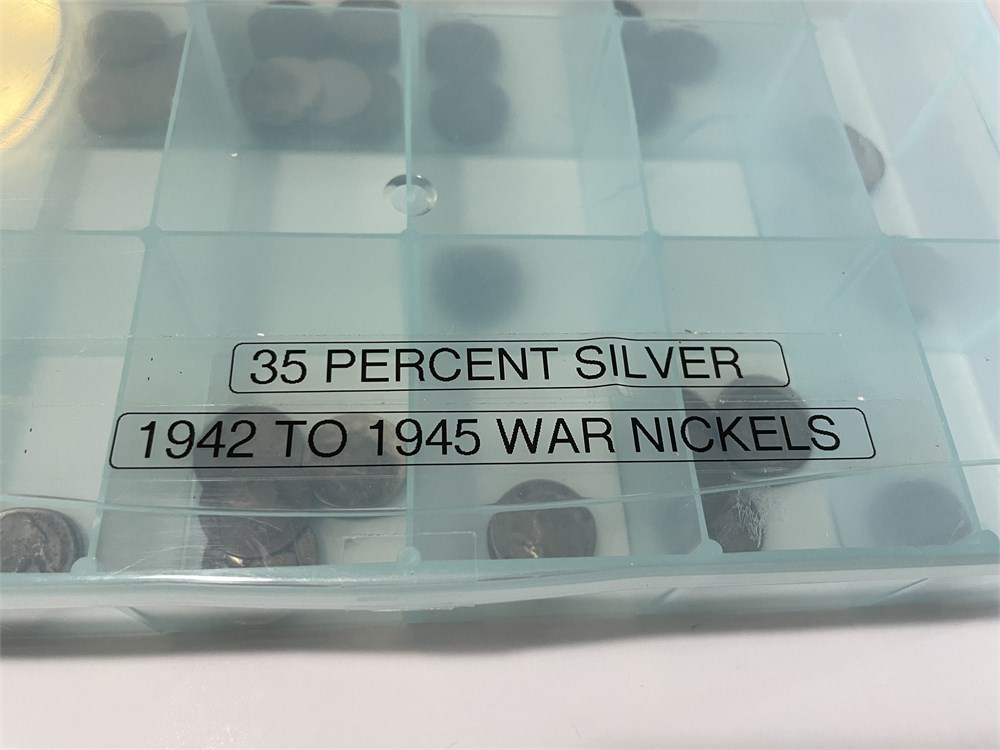 35 PERCENT SILVER
1942 TO 1945 WAR NICKELS